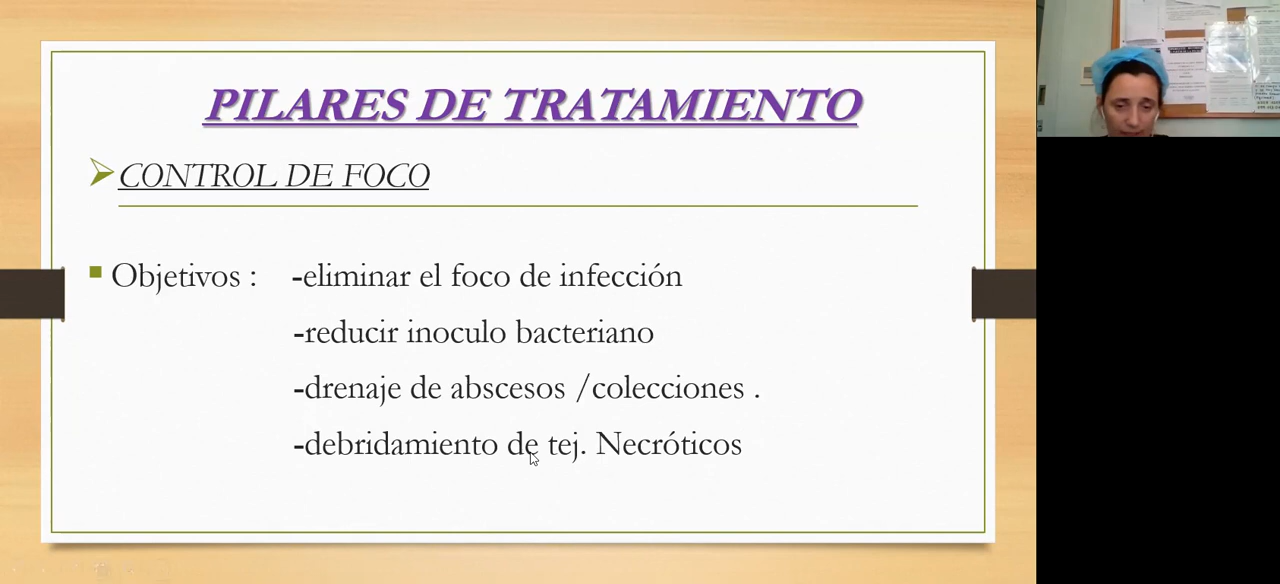 PILARES DE TRATAMIENTO
CONTROL DE FOCO
Objetivos : -eliminar el foco de infección
-reducir inoculo bacteriano
-drenaje de abscesos /colecciones .
-debridamiento de tej. Necróticos